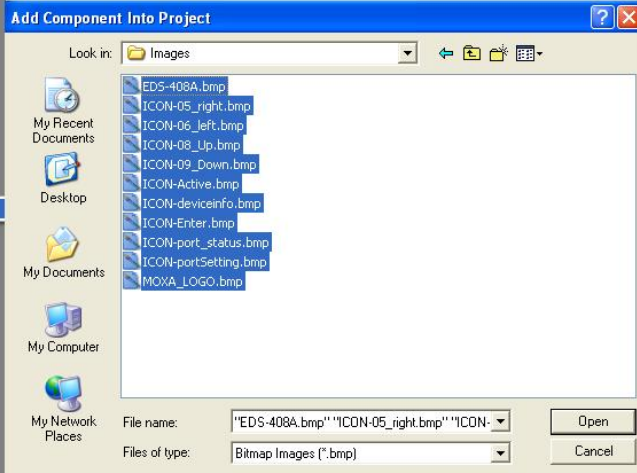 Add Component Into Project
Look in: Images
My Recent
Documents
Desktop
My Documents
My Computer
My Network
Places
EDS-408A.bmp
ICON-05_right.bmp
ICON-06_left.bmp
ICON-08_Up.bmp
ICON-09_Down.bmp
ICON-Active.bmp
ICON-deviceinfo.bmp
ICON-Enter.bmp
ICON-port_status.bmp
ICON-portSetting.bmp
MOXA_LOGO.bmp
File name: "EDS-408A.bmp" "ICON-05_right.bmp" "ICON- Open
Files of type: Bitmap Images (*.bmp) Cancel